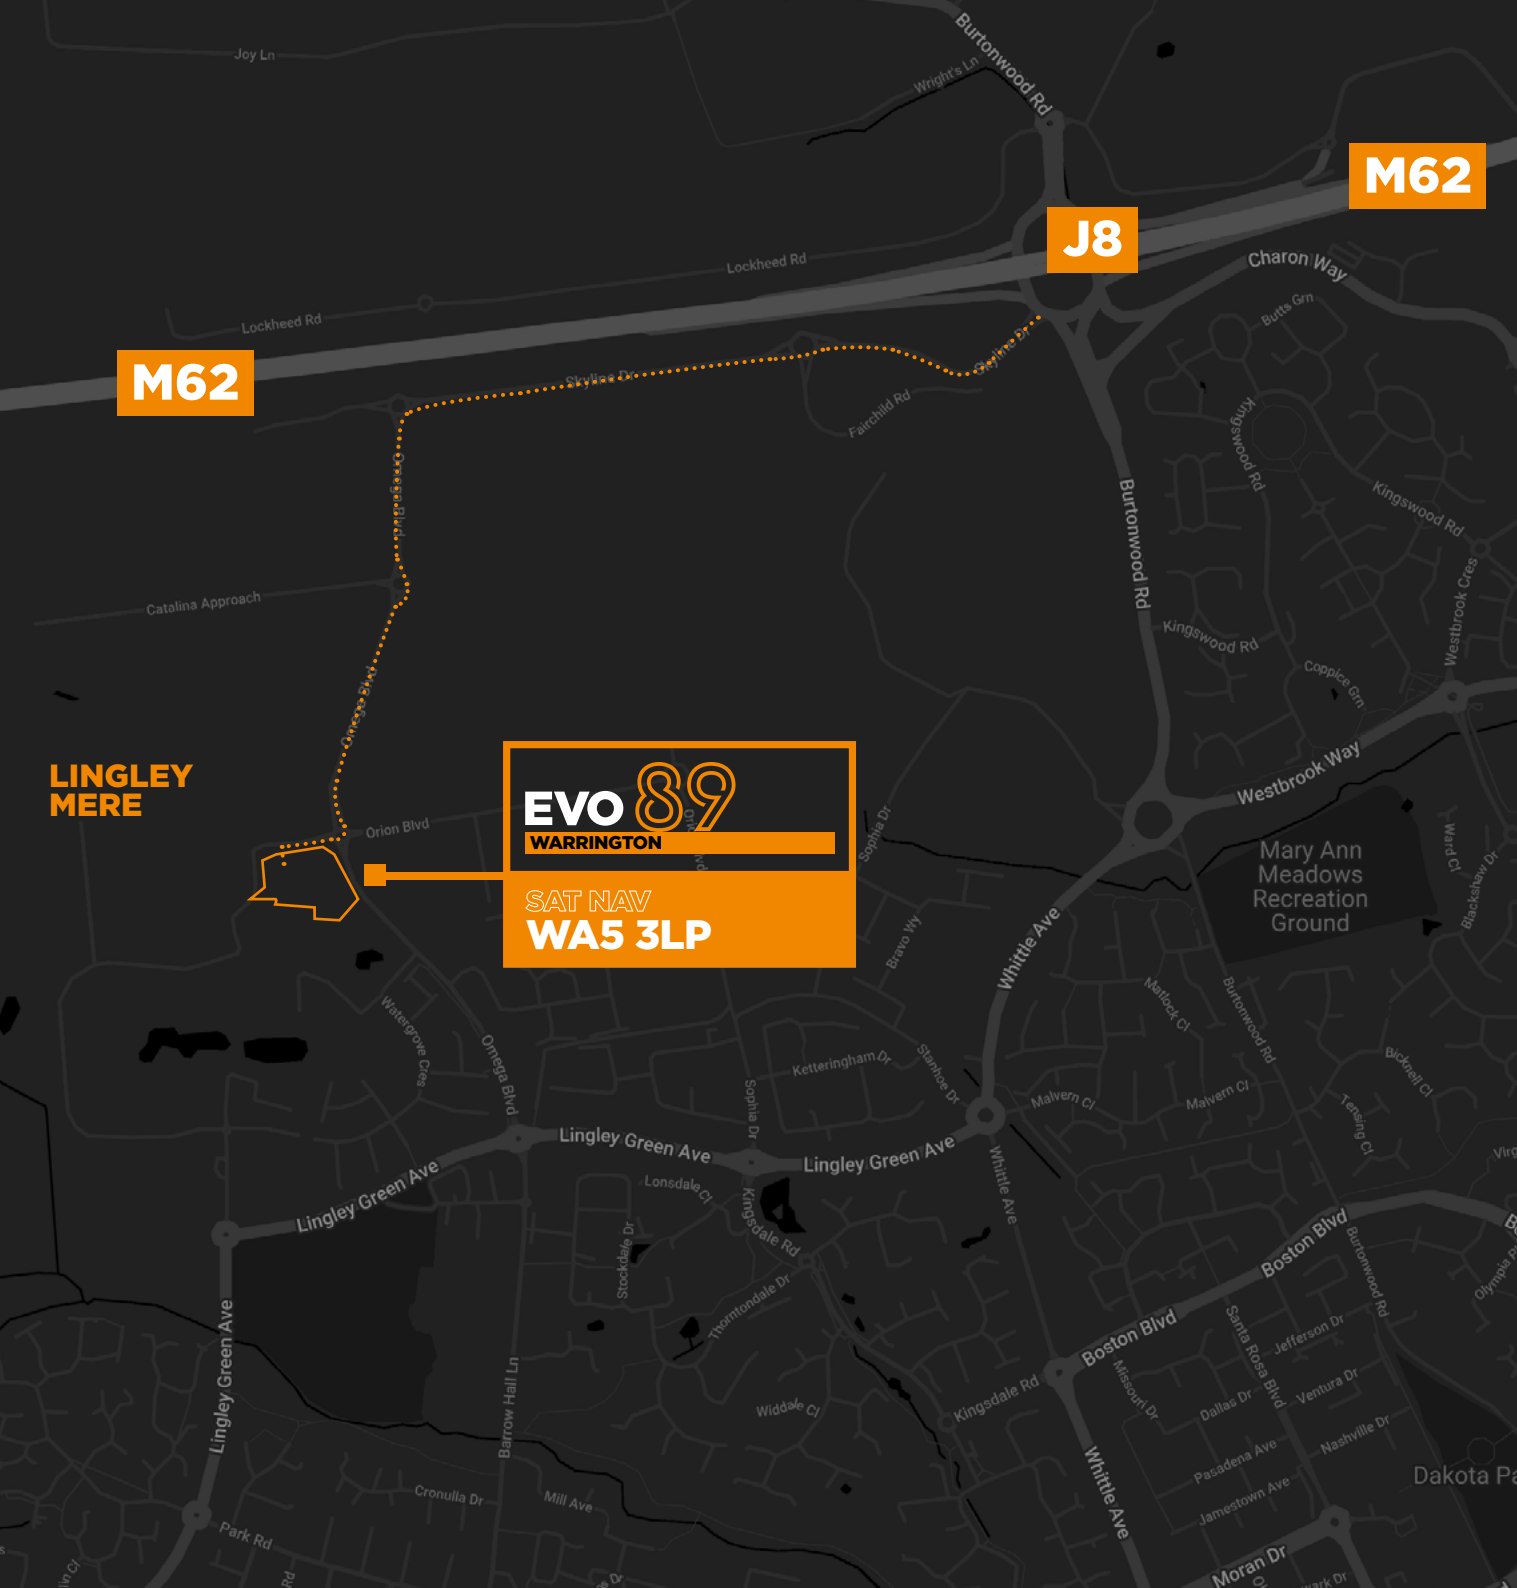 Joy Ln
Burtonwood Rd
Wright's Ln
M62
J8
Lockheed Rd
Charon Way
Lockheed Rd
Butts Grn
M62
Skyline Dr
Skyline Dr
Fairchild Rd
Kingswood Rd
Omega Blvd
Burtonwood Rd
Kingswood Rd
Catalina Approach
Westbrook Cres
Kingswood Rd
Coppice Grn
Omega Blvd
LINGLEY
MERE
Westbrook Way
EVO 89
WARRINGTON
SAT NAV
WA5 3LP
Orion Blvd
Sophia Dr
Mary Ann
Meadows
Recreation
Ground
Ward Cl
Blackshaw Dr
Bravo Wy
Whittle Ave
Matlock Cl
Burtonwood Rd
Watergrove Cres
Omega Blvd
Ketteringham Dr
Stanhoe Dr
Bicknell Cl
Sophia Dr
Malvern Cl
Malvern Cl
Tensing Cl
Lingley Green Ave
Lingley Green Ave
Lingley Green Ave
Whittle Ave
Lonsdale Cl
Kingsdale Rd
Stockdale Dr
Boston Blvd
Burtonwood Rd
Olympia P
Thorntondale Dr
Lingley Green Ave
Boston Blvd
Santa Rosa Blvd
Jefferson Dr
Missouri Dr
Dallas Dr
Ventura Dr
Kingsdale Rd
Widdale Cl
Barrow Hall Ln
Nashville Dr
Pasadena Ave
Dakota Pa
Whittle Ave
Jamestown Ave
Cronulla Dr
Mill Ave
Park Rd
Moran Dr